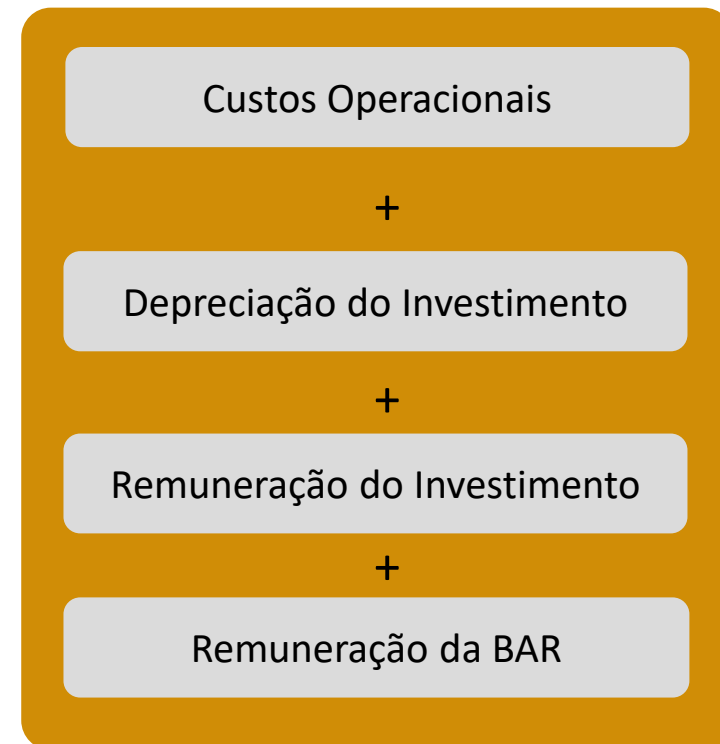 Custos Operacionais
+
Depreciação do Investimento
+
Remuneração do Investimento
+
Remuneração da BAR